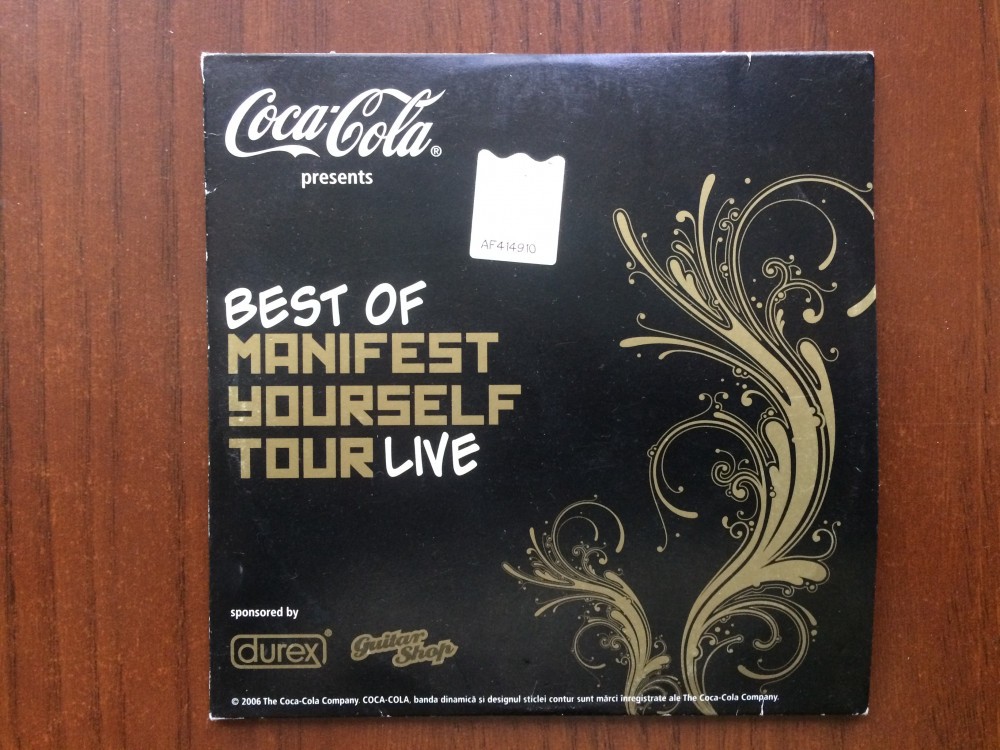 Coca-Cola®
presents
AF414910
BEST OF
MANIFEST
YOURSELF
TOUR LIVE
sponsored by
durex®
Guitar
Shop
© 2006 The Coca-Cola Company. COCA-COLA, banda dinamică si designul sticlei contur sunt mărci înregistrate ale The Coca-Cola Company.